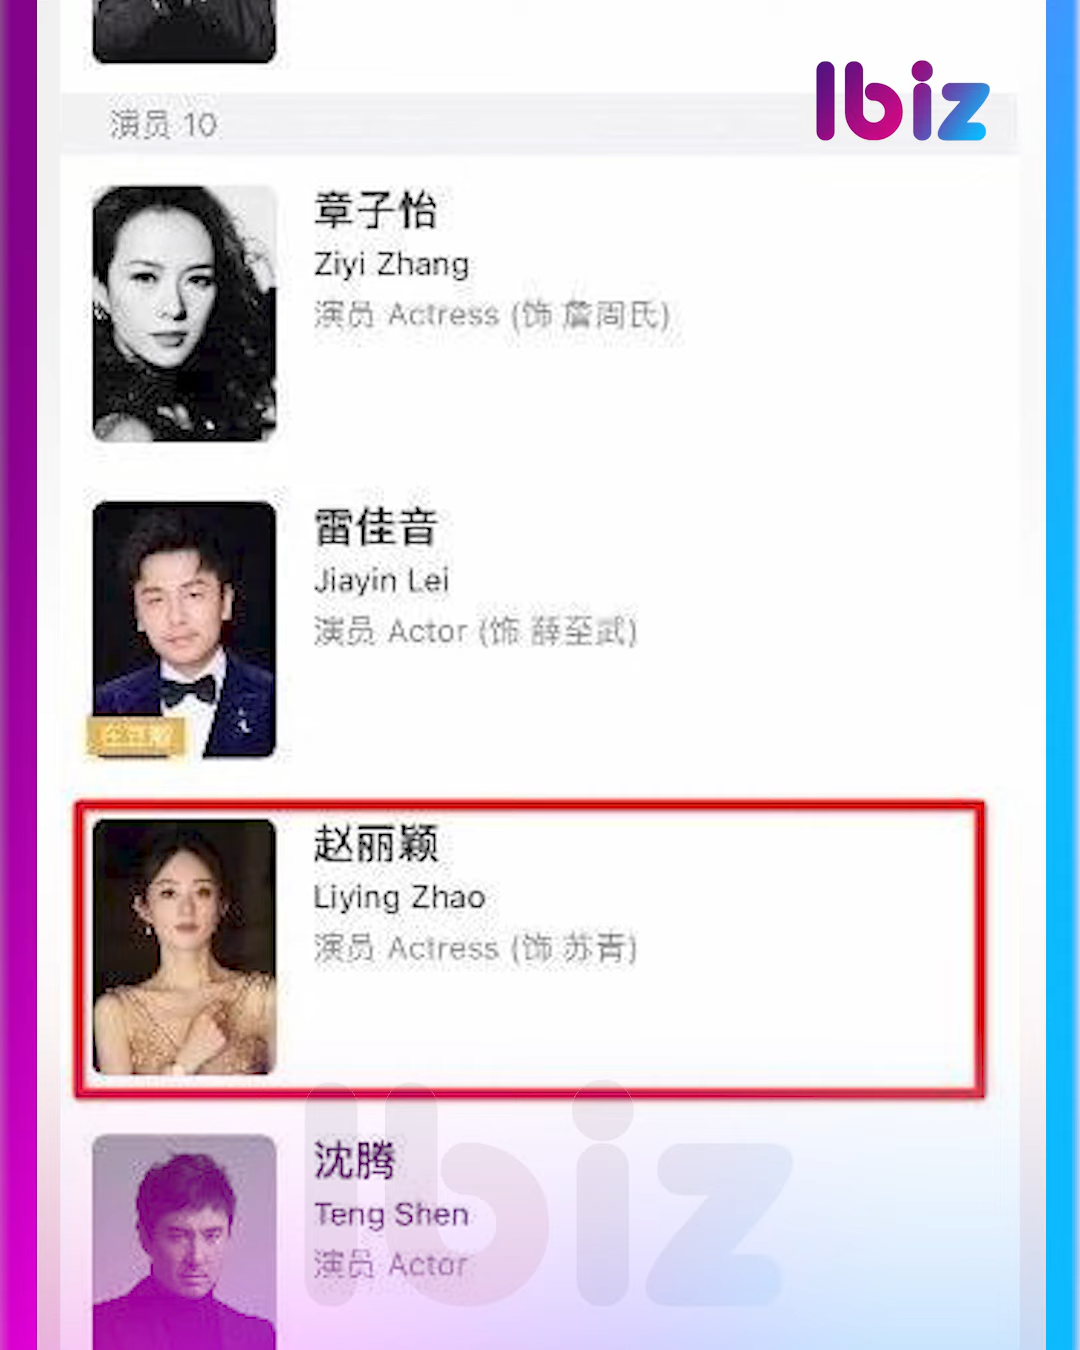 Ibiz
演员 10
章子怡
Ziyi Zhang
演员 Actress (饰 詹周氏)
雷佳音
Jiayin Lei
演员 Actor (饰 薛至武)
赵丽颖
Liying Zhao
演员 Actress (饰 苏青)
Ibiz
沈腾
Teng Shen
演员 Actor